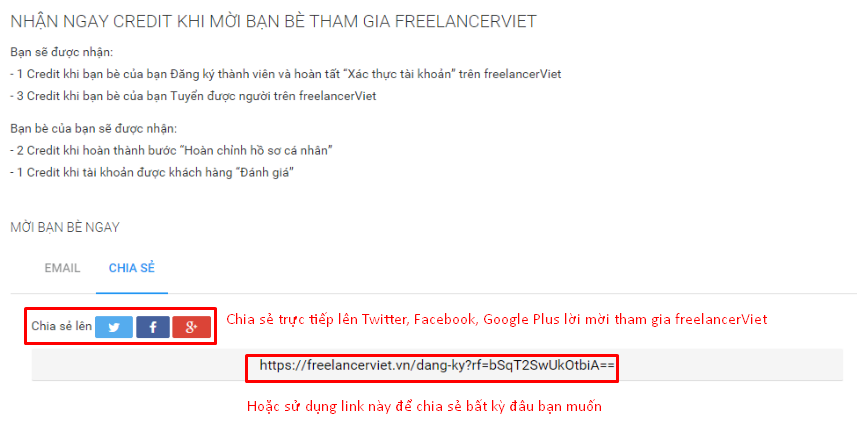 NHẬN NGAY CREDIT KHI MỜI BẠN BÈ THAM GIA FREELANCERVIET
Bạn sẽ được nhận:
- 1 Credit khi bạn bè của bạn Đăng ký thành viên và hoàn tất “Xác thực tài khoản” trên freelancerViet
- 3 Credit khi bạn bè của bạn Tuyển được người trên freelancerViet
Bạn bè của bạn sẽ được nhận:
- 2 Credit khi hoàn thành bước “Hoàn chỉnh hồ sơ cá nhân”
- 1 Credit khi tài khoản được khách hàng “Đánh giá”
MỜI BẠN BÈ NGAY
EMAIL CHIA SẺ
Chia sẻ lên f g+ Chia sẻ trực tiếp lên Twitter, Facebook, Google Plus lời mời tham gia freelancerViet
https://freelancerviet.vn/dang-ky?rf=bSqT2SwUkOtbiA==
Hoặc sử dụng link này để chia sẻ bất kỳ đâu bạn muốn